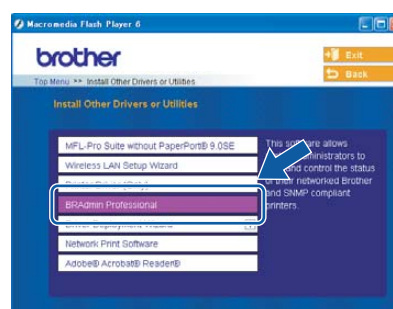 Macromedia Flash Player 6
brother
Exit
Top Menu >> Install Other Drivers or Utilities
Back
Install Other Drivers or Utilities
MFL-Pro Suite without PaperPort® 9.0SE
Wireless LAN Setup Wizard
BRAdmin Professional
Network Print Software
Adobe® Acrobat® Reader®
This software allows
administrators to
and control the status
of their networked Brother
and SNMP compliant
printers.